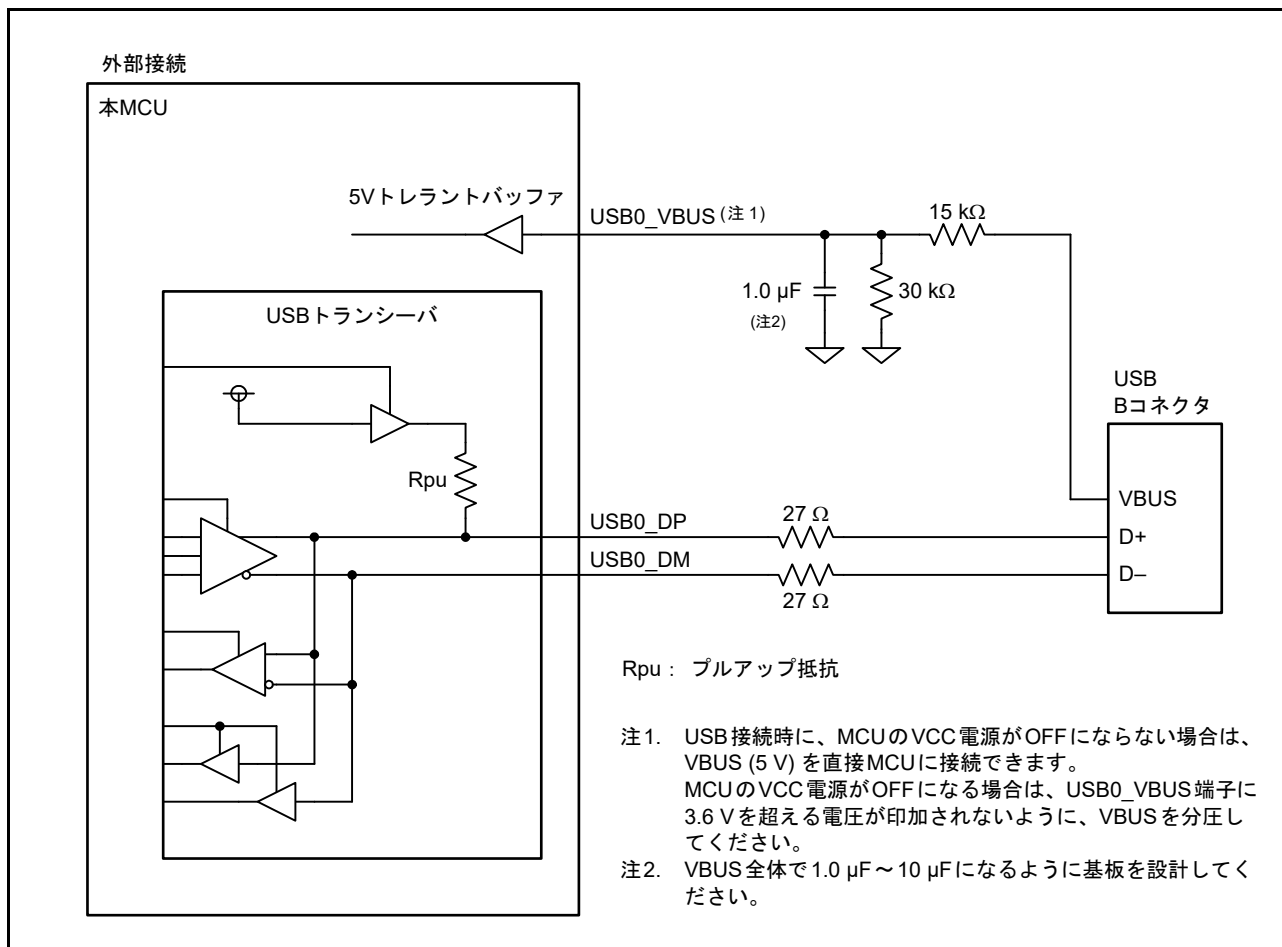 外部接続
本MCU
5Vトレラントバッファ
USB0_VBUS (注 1)
15 kΩ
1.0 µF
(注2)
30 kΩ
USBトランシーバ
USB
Bコネクタ
Rpu
VBUS
USB0_DP
27 Ω
D+
USB0_DM
27 Ω
D–
Rpu : プルアップ抵抗
注1. USB接続時に、MCUのVCC電源がOFFにならない場合は、
VBUS (5 V) を直接MCUに接続できます。
MCUのVCC電源がOFFになる場合は、USB0_VBUS端子に
3.6 Vを超える電圧が印加されないように、VBUSを分圧し
てください。
注2. VBUS全体で1.0 µF～10 µFになるように基板を設計してく
ださい。